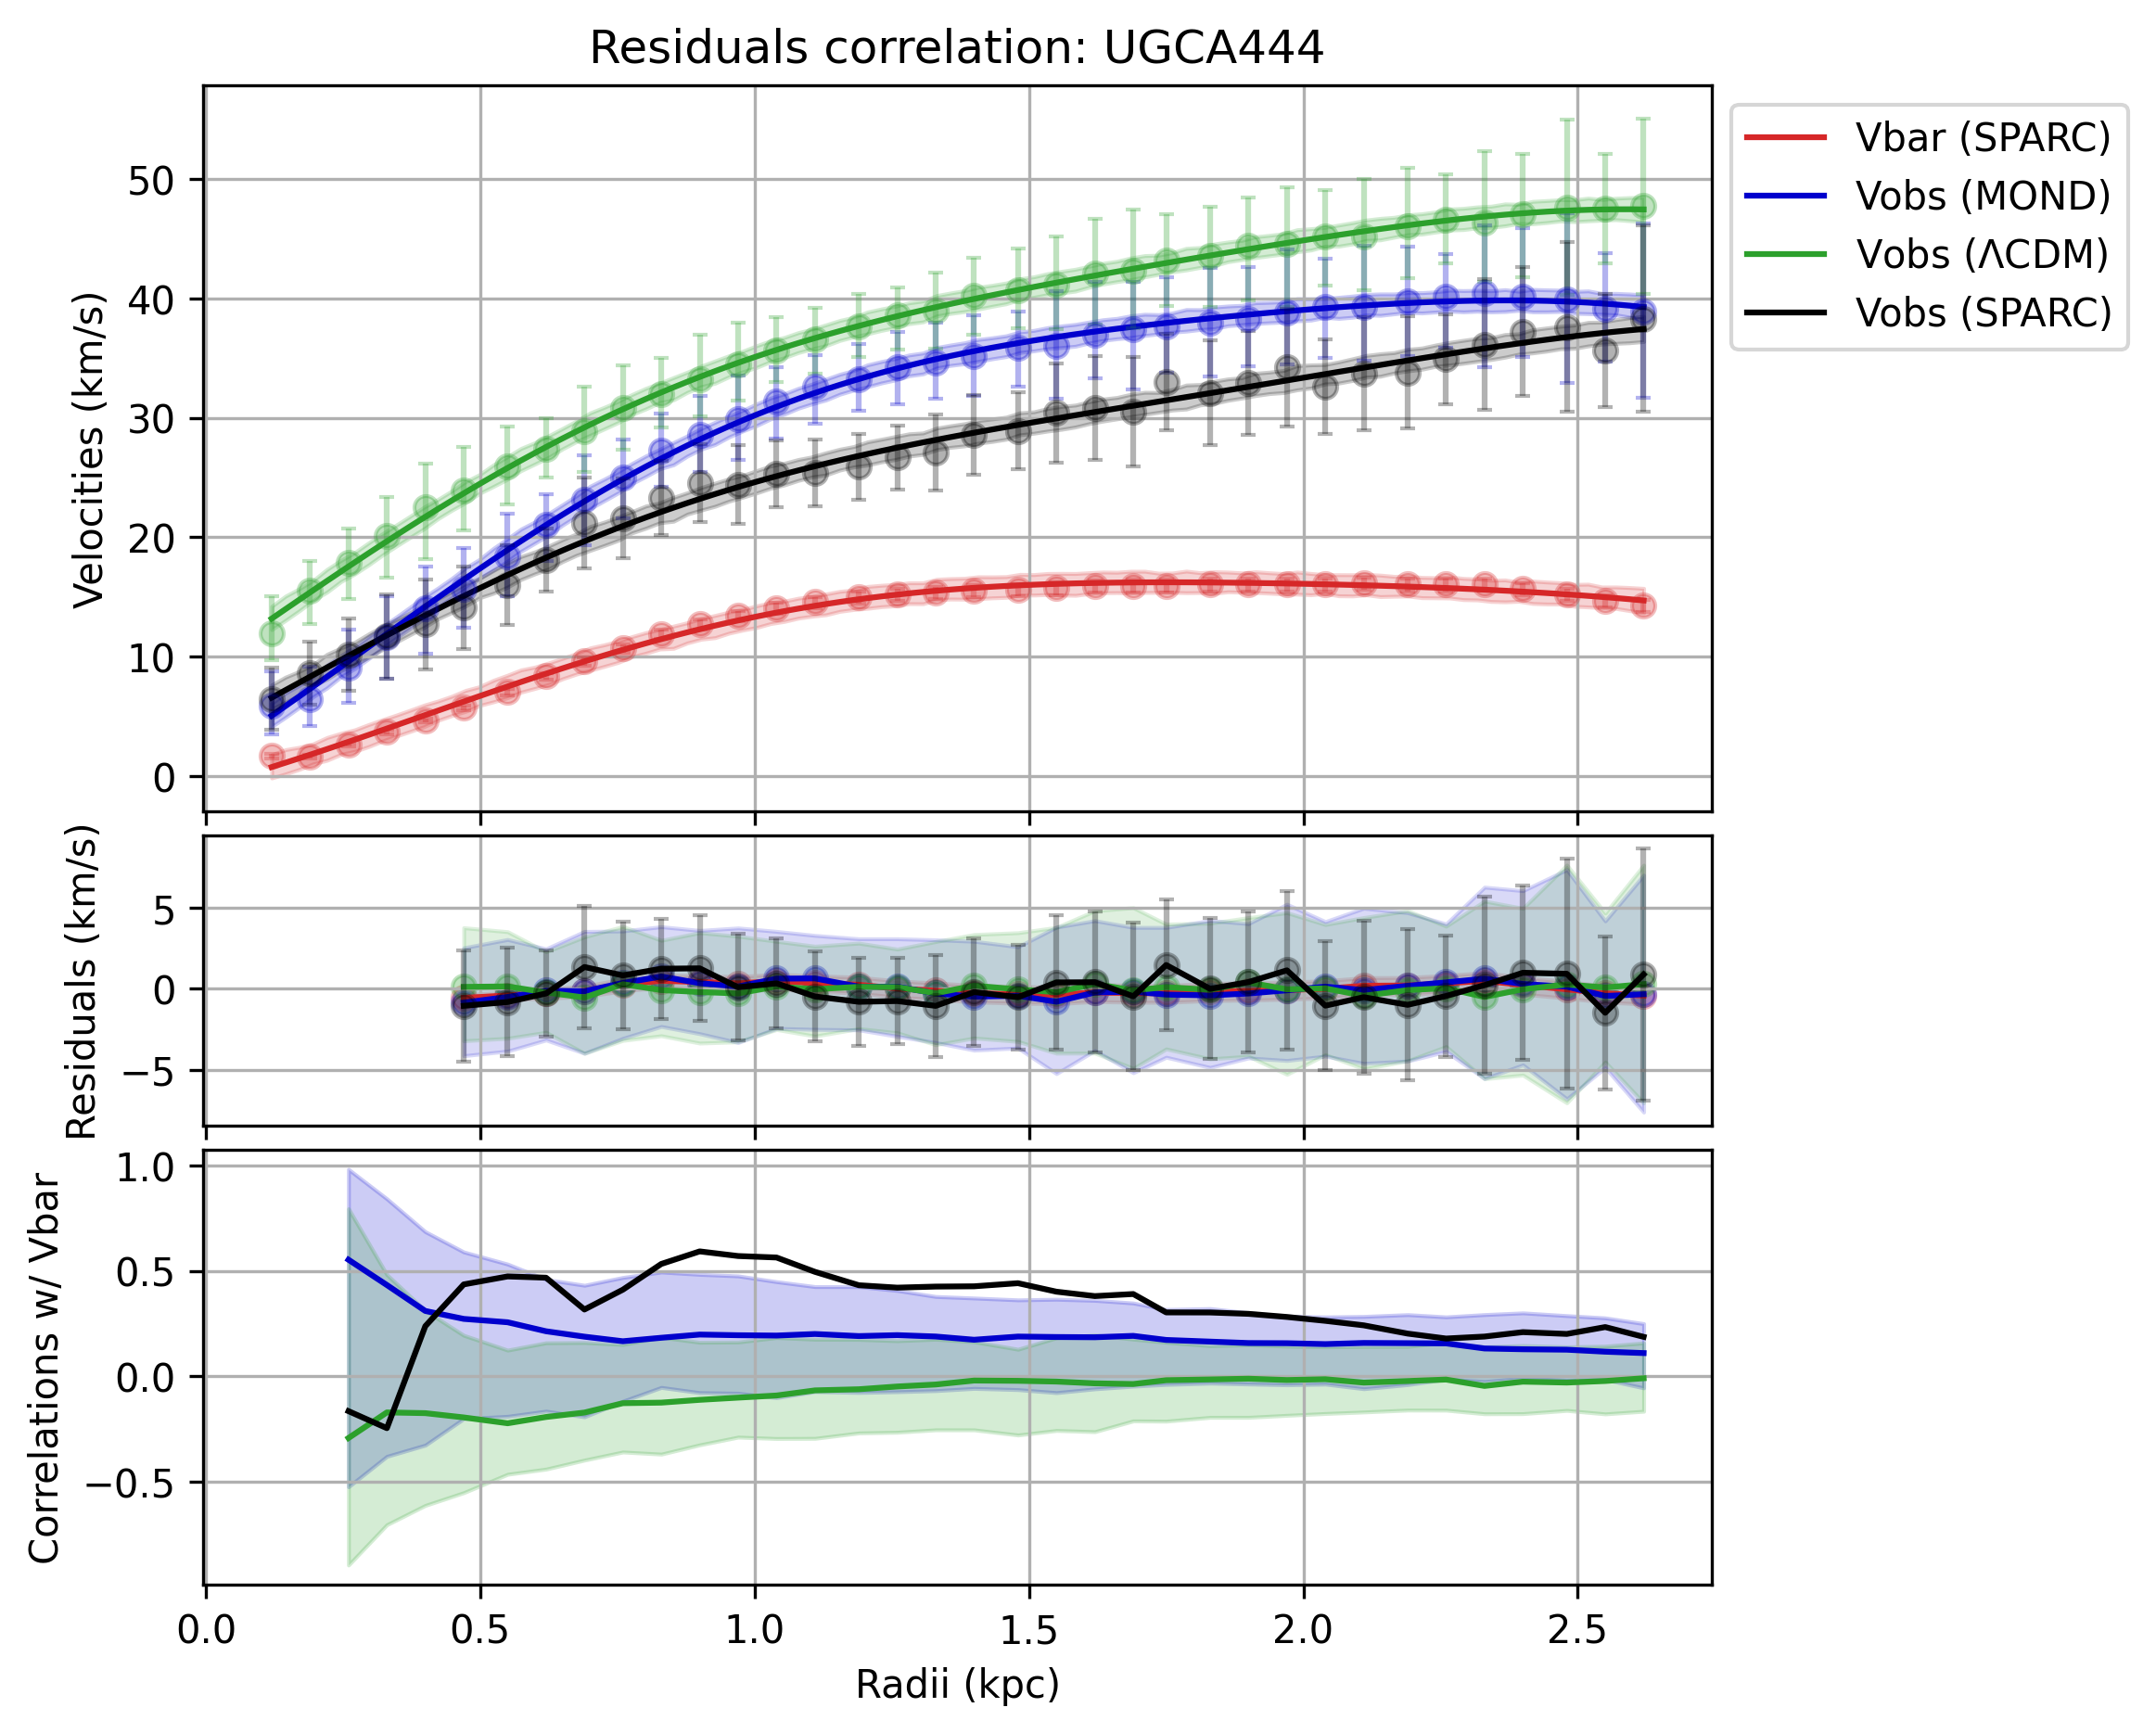 Residuals correlation: UGCA444
Velocities (km/s)
50
40
30
20
10
0
Vbar (SPARC)
Vobs (MOND)
Vobs (ΛCDM)
Vobs (SPARC)
Residuals (km/s)
5
0
−5
Correlations w/ Vbar
1.0
0.5
0.0
−0.5
0.0 0.5 1.0 1.5 2.0 2.5
Radii (kpc)